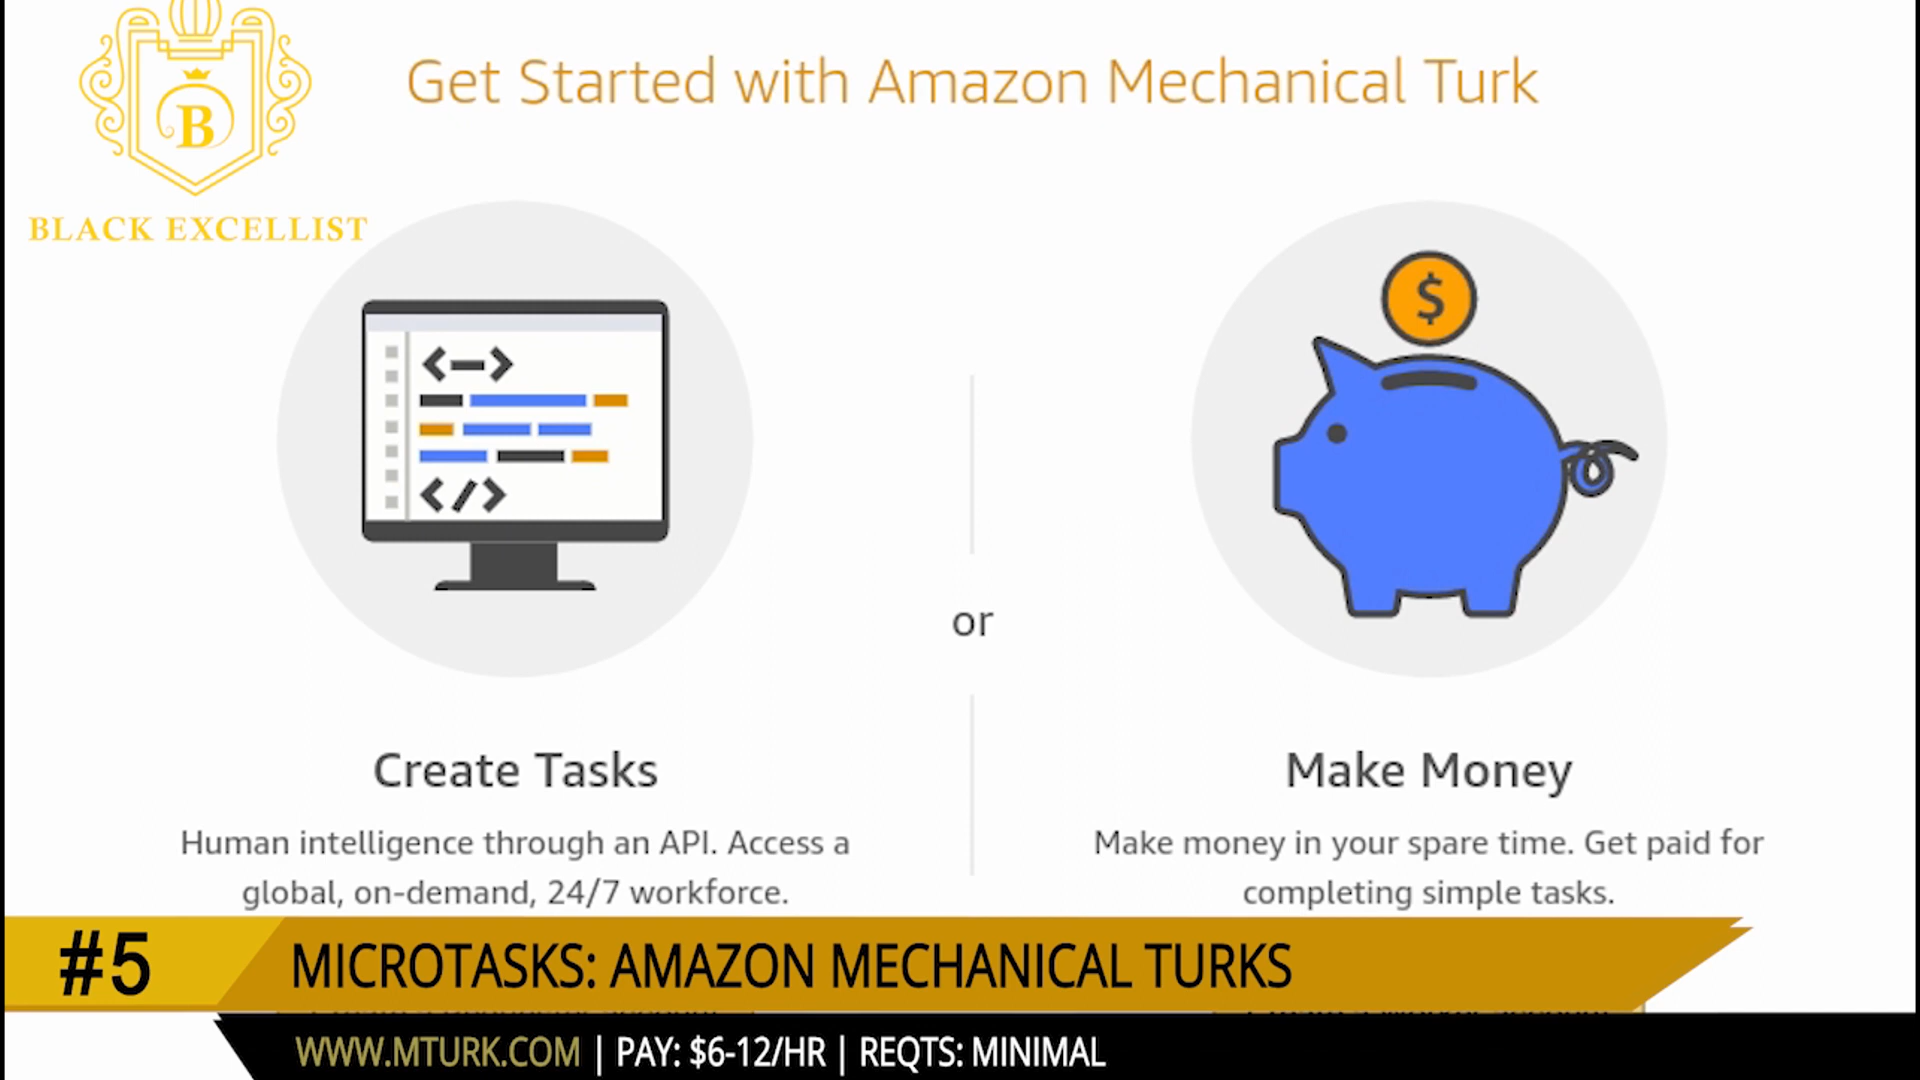 B
BLACK EXCELLIST
Get Started with Amazon Mechanical Turk
<->
</>
$
or
Create Tasks
Human intelligence through an API. Access a
global, on-demand, 24/7 workforce.
Make Money
Make money in your spare time. Get paid for
completing simple tasks.
#5
MICROTASKS: AMAZON MECHANICAL TURKS
WWW.MTURK.COM | PAY: $6-12/HR | REQTS: MINIMAL